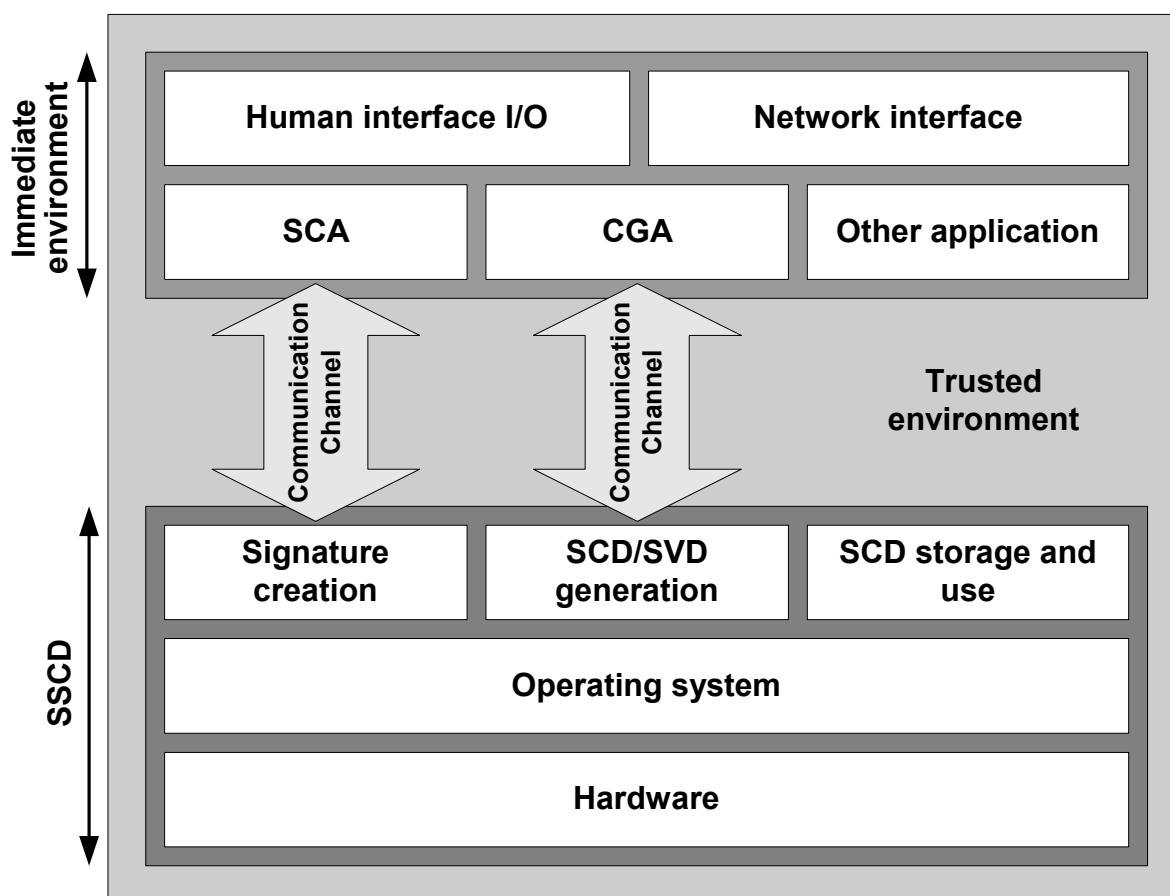 Immediate
environment
Human interface I/O
Network interface
SCA
CGA
Other application
Communication
Channel
Communication
Channel
Trusted
environment
SSCD
Signature
creation
SCD/SVD
generation
SCD storage and
use
Operating system
Hardware